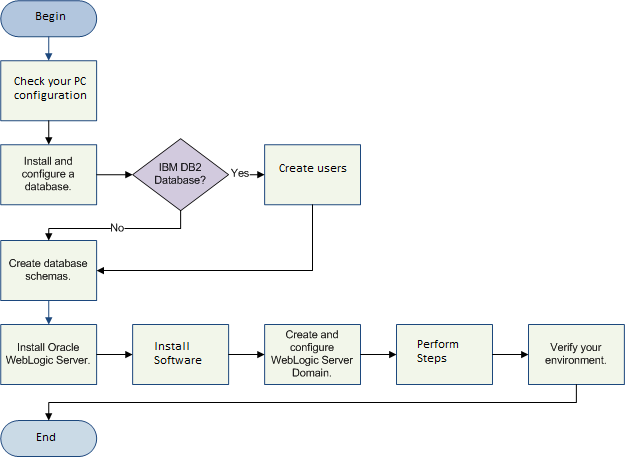 Begin
Check your PC
configuration
Install and
configure a
database.
IBM DB2
Database?
Yes
Create users
No
Create database
schemas.
Install Oracle
WebLogic Server.
Install
Software
Create and
configure
WebLogic Server
Domain.
Perform
Steps
Verify your
environment.
End